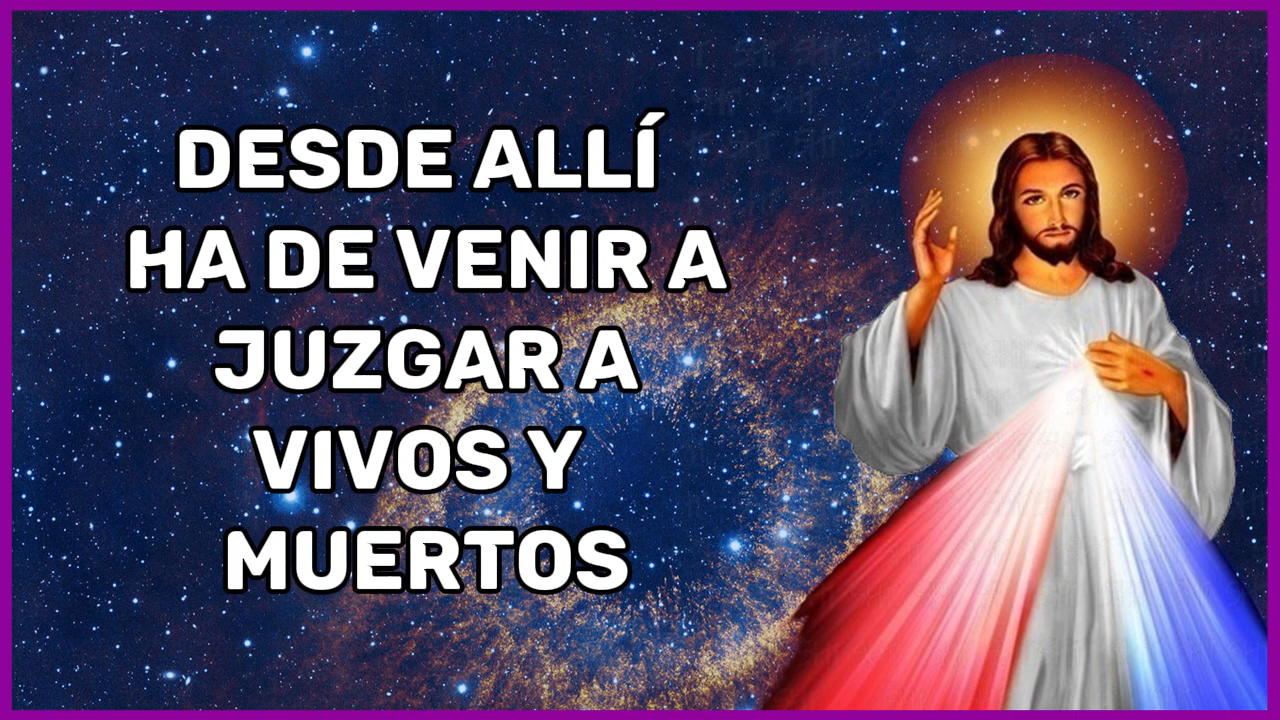 DESDE ALLÍ
HA DE VENIR A
JUZGAR A
VIVOS Y
MUERTOS